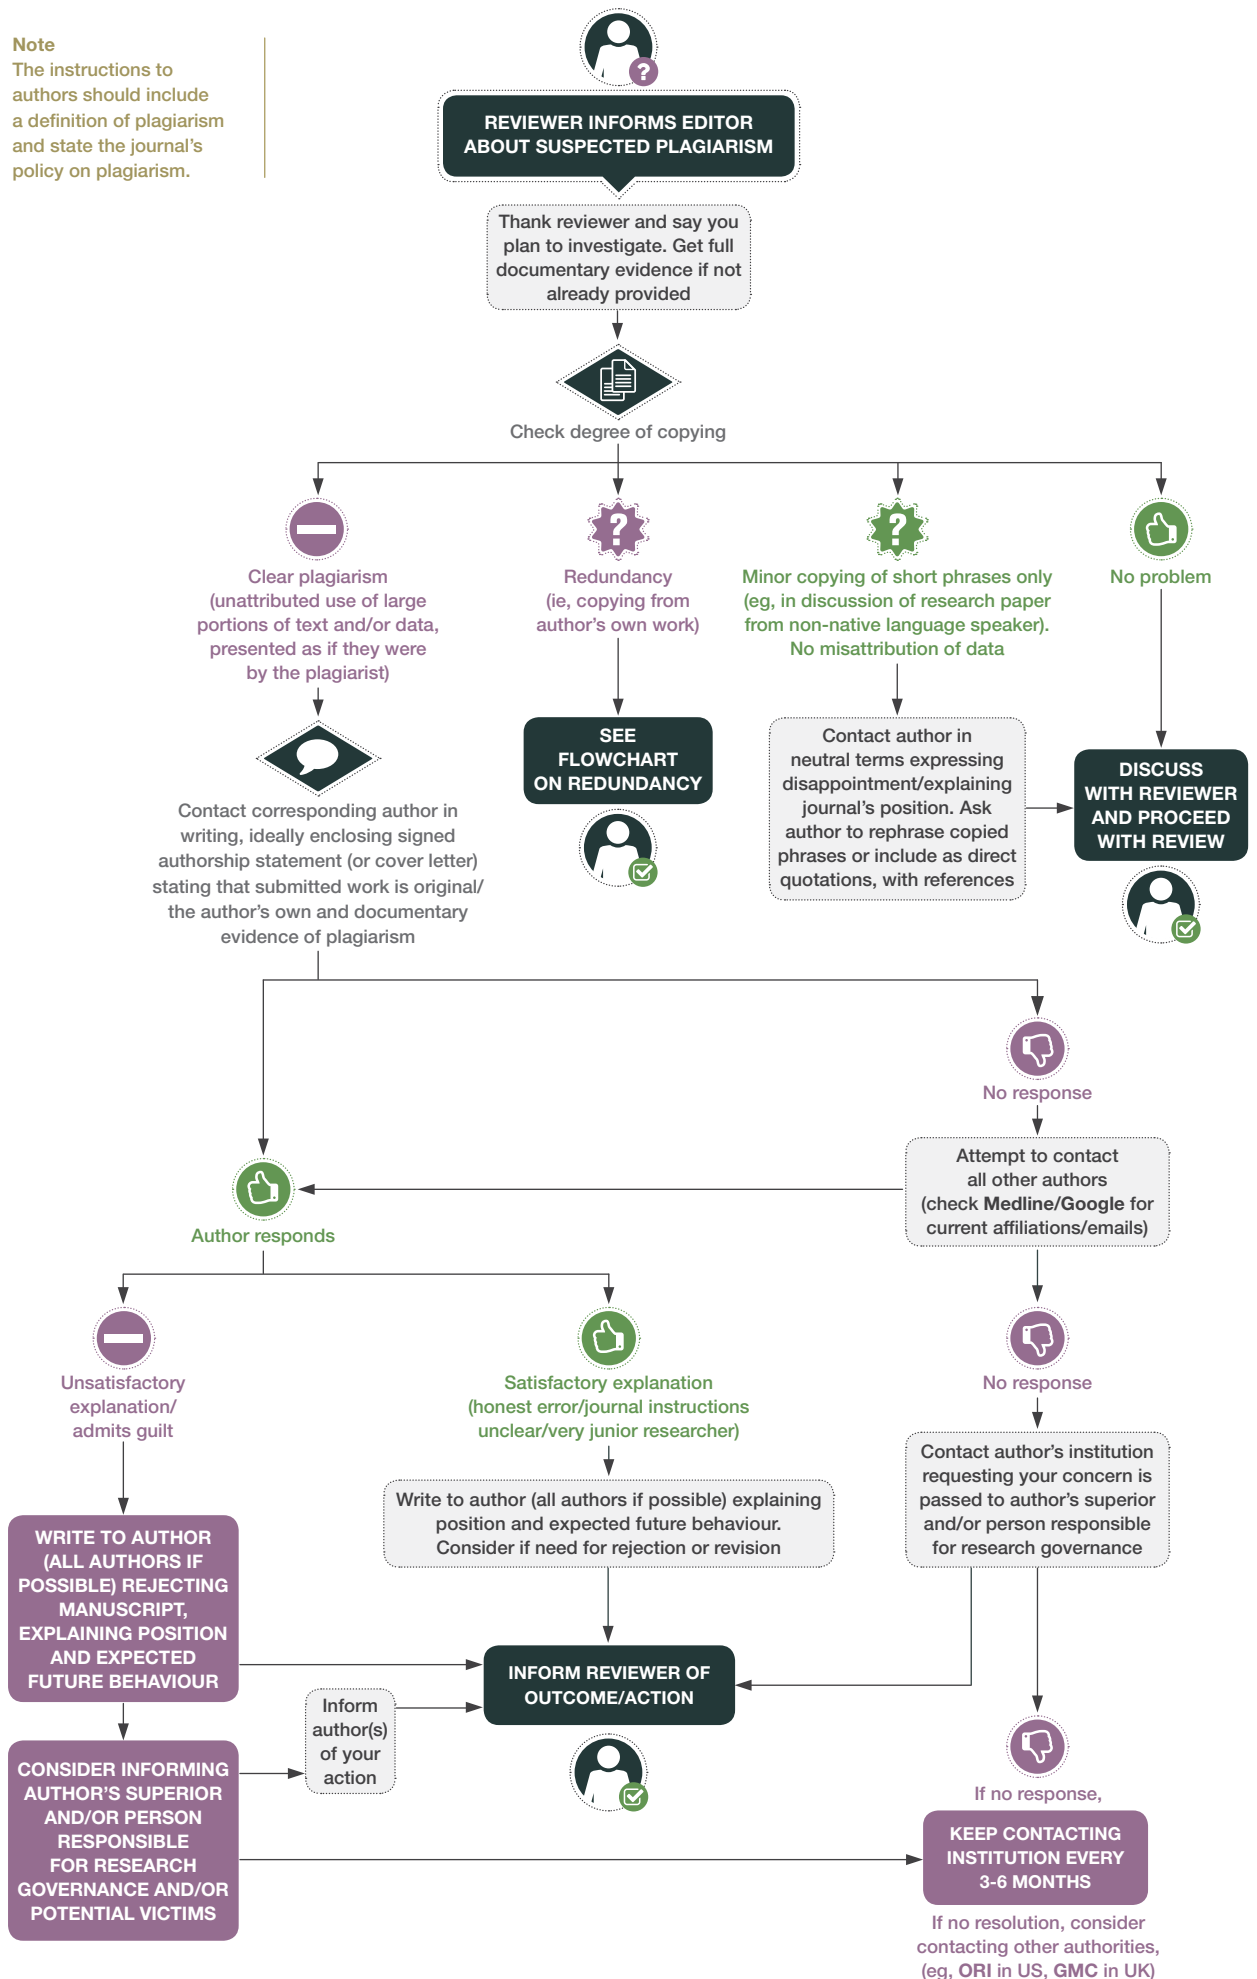 Note
The instructions to
authors should include
a definition of plagiarism
and state the journal's
policy on plagiarism.
?
REVIEWER INFORMS EDITOR
ABOUT SUSPECTED PLAGIARISM
Thank reviewer and say you
plan to investigate. Get full
documentary evidence if not
already provided
Check degree of copying
Clear plagiarism
(unattributed use of large
portions of text and/or data,
presented as if they were
by the plagiarist)
?
Redundancy
(ie, copying from
author's own work)
?
Minor copying of short phrases only
(eg, in discussion of research paper
from non-native language speaker).
No misattribution of data
No problem
SEE
FLOWCHART
ON REDUNDANCY
Contact author in
neutral terms expressing
disappointment/explaining
journal's position. Ask
author to rephrase copied
phrases or include as direct
quotations, with references
DISCUSS
WITH REVIEWER
AND PROCEED
WITH REVIEW
Contact corresponding author in
writing, ideally enclosing signed
authorship statement (or cover letter)
stating that submitted work is original/
the author's own and documentary
evidence of plagiarism
No response
Attempt to contact
all other authors
(check Medline/Google for
current affiliations/emails)
Author responds
No response
Unsatisfactory
explanation/
admits guilt
Satisfactory explanation
(honest error/journal instructions
unclear/very junior researcher)
Contact author's institution
requesting your concern is
passed to author's superior
and/or person responsible
for research governance
Write to author (all authors if possible) explaining
position and expected future behaviour.
Consider if need for rejection or revision
WRITE TO AUTHOR
(ALL AUTHORS IF
POSSIBLE) REJECTING
MANUSCRIPT,
EXPLAINING POSITION
AND EXPECTED
FUTURE BEHAVIOUR
INFORM REVIEWER OF
OUTCOME/ACTION
Inform
author(s)
of your
action
CONSIDER INFORMING
AUTHOR'S SUPERIOR
AND/OR PERSON
RESPONSIBLE
FOR RESEARCH
GOVERNANCE AND/OR
POTENTIAL VICTIMS
If no response,
KEEP CONTACTING
INSTITUTION EVERY
3-6 MONTHS
If no resolution, consider
contacting other authorities,
(eg, ORI in US, GMC in UK)